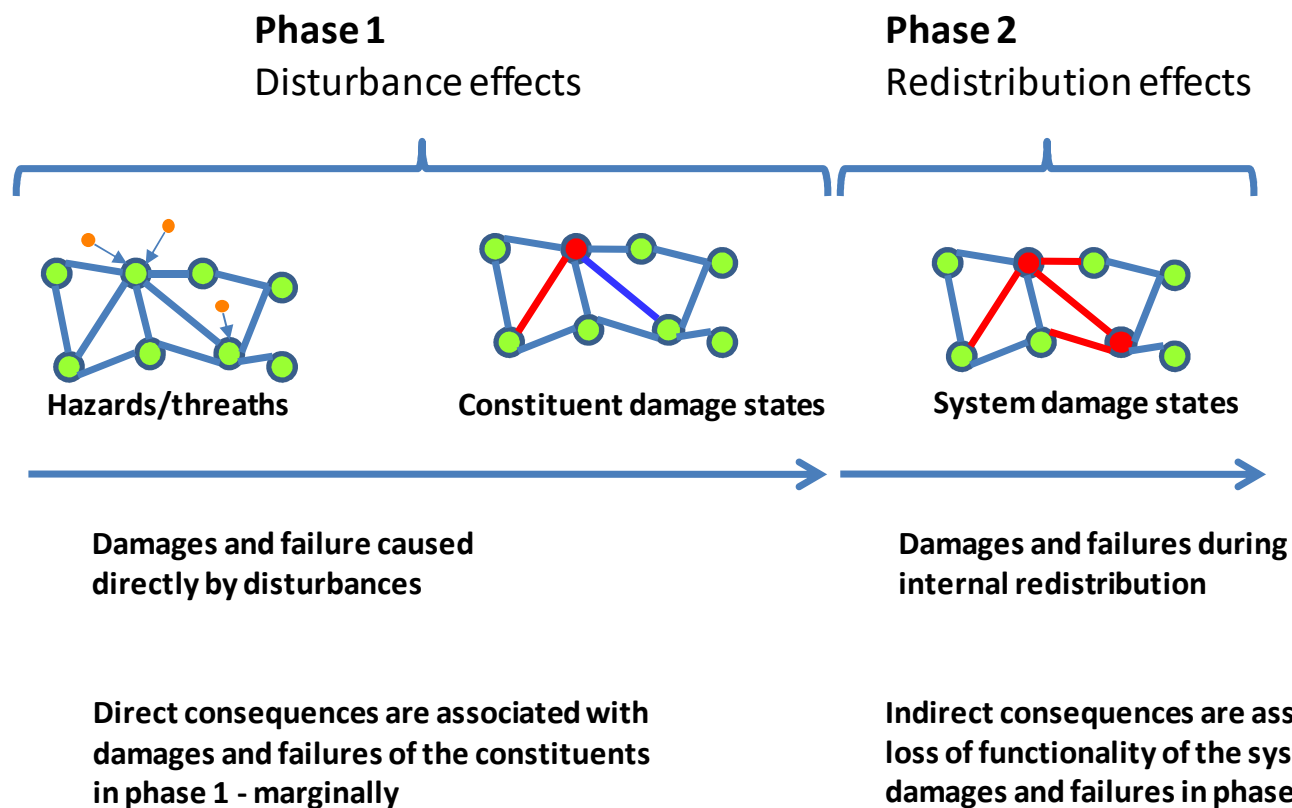 Phase 1
Disturbance effects
Phase 2
Redistribution effects
Hazards/threaths
Constituent damage states
System damage states
Damages and failure caused
directly by disturbances
Damages and failures during
internal redistribution
Direct consequences are associated with
damages and failures of the constituents
in phase 1 - marginally
Indirect consequences are
loss of functionality of the
damages and failures in phase